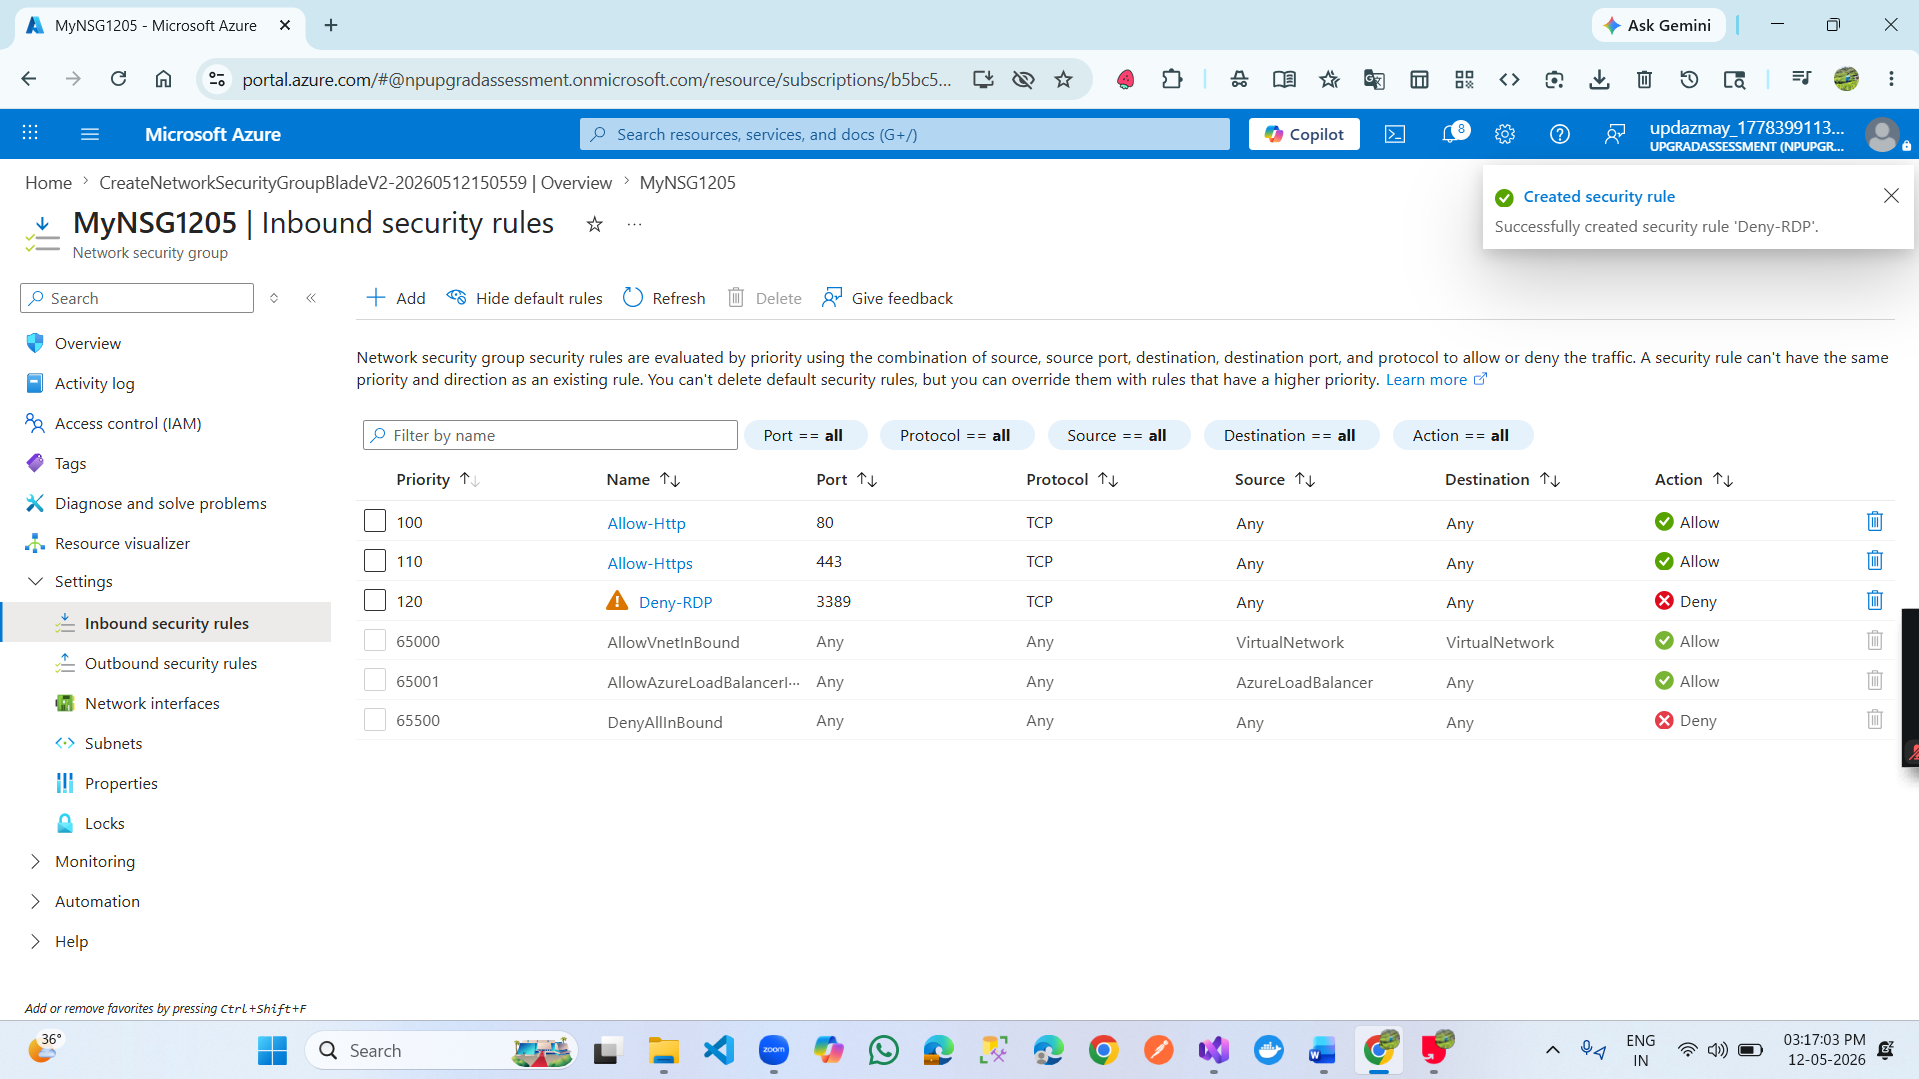 MyNSG1205 - Microsoft Azure
Ask Gemini
portal.azure.com/#@npupgradassessment.onmicrosoft.com/resource/subscriptions/b5bc5...
Microsoft Azure
Search resources, services, and docs (G+/)
Copilot
8
updazmay_1778399113...
UPGRADASSESSMENT (NPUPGR...
Home > CreateNetworkSecurityGroupBladeV2-20260512150559 | Overview > MyNSG1205
MyNSG1205 | Inbound security rules
Network security group
Created security rule
Successfully created security rule 'Deny-RDP'.
Search
Add
Hide default rules
Refresh
Delete
Give feedback
Overview
Activity log
Access control (IAM)
Tags
Diagnose and solve problems
Resource visualizer
Settings
Inbound security rules
Outbound security rules
Network interfaces
Subnets
Properties
Locks
Monitoring
Automation
Help
Add or remove favorites by pressing Ctrl+Shift+F
Network security group security rules are evaluated by priority using the combination of source, source port, destination, destination port, and protocol to allow or deny the traffic. A security rule can't have the same
priority and direction as an existing rule. You can't delete default security rules, but you can override them with rules that have a higher priority. Learn more
Filter by name
Port == all
Protocol == all
Source == all
Destination == all
Action == all
Priority Name Port Protocol Source Destination Action
100 Allow-Http 80 TCP Any Any Allow
110 Allow-Https 443 TCP Any Any Allow
120 Deny-RDP 3389 TCP Any Any Deny
65000 AllowVnetInBound Any Any VirtualNetwork VirtualNetwork Allow
65001 AllowAzureLoadBalancerI... Any Any AzureLoadBalancer Any Allow
65500 DenyAllInBound Any Any Any Any Deny
36°
Search
zoom
ENG
IN
03:17:03 PM
12-05-2026